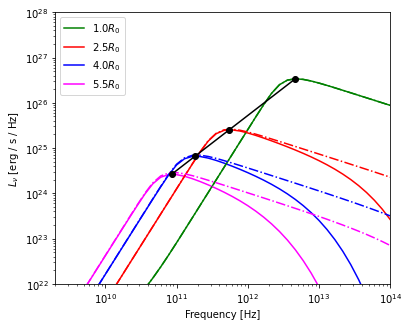 10^28
10^27
10^26
10^25
10^24
10^23
10^22
L_ν [erg / s / Hz]
1.0R_0
2.5R_0
4.0R_0
5.5R_0
10^10 10^11 10^12 10^13 10^14
Frequency [Hz]